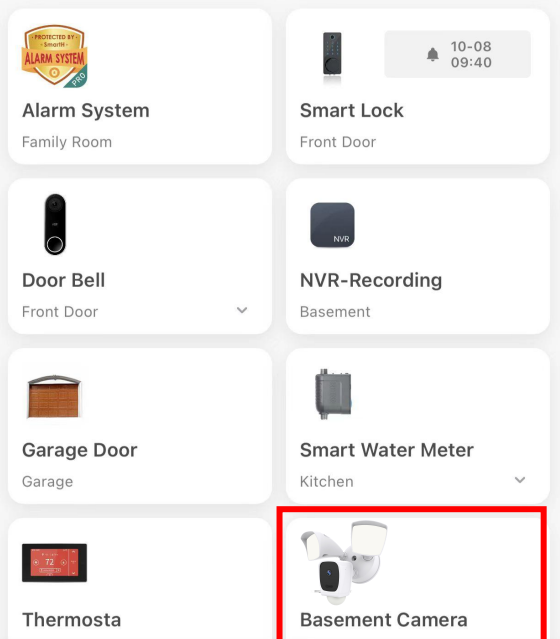 PROTECTED BY
SmartH
ALARM SYSTEM
PRO
Alarm System
Family Room
10-08
09:40
Smart Lock
Front Door
Door Bell
Front Door
NVR
NVR-Recording
Basement
Garage Door
Garage
Smart Water Meter
Kitchen
72
Thermosta
Basement Camera